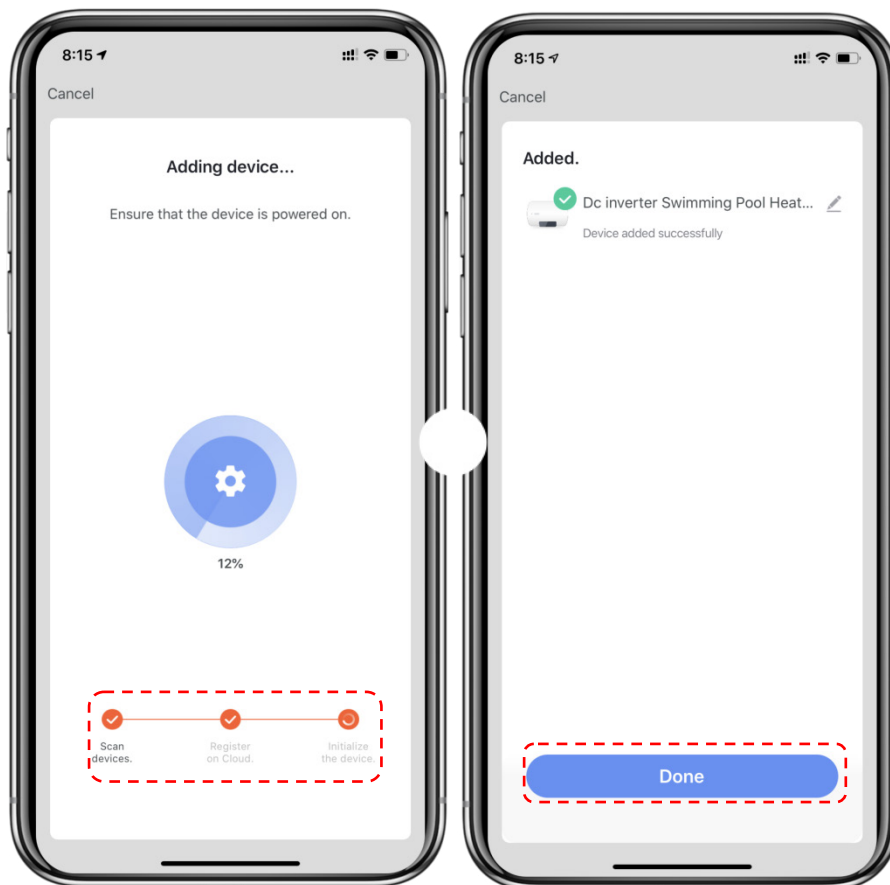 8:15
Cancel
Adding device...
Ensure that the device is powered on.
12%
Scan
devices.
Register
on Cloud.
Initialize
the device.
8:15
Cancel
Added.
Dc inverter Swimming Pool Heat...
Device added successfully
Done